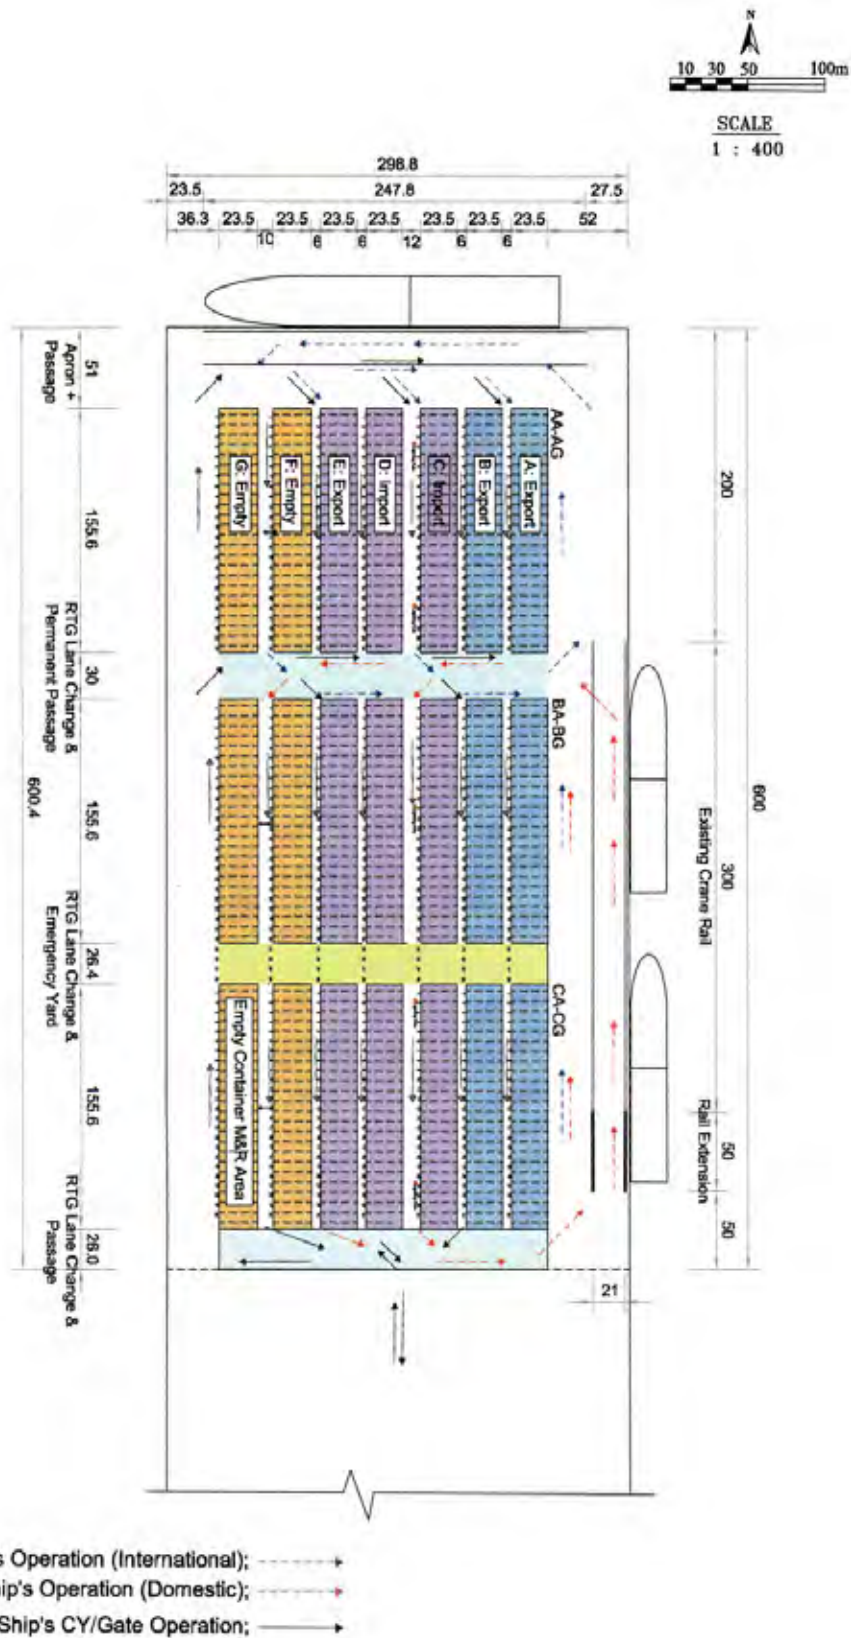 N
10 30 50 100m
SCALE
1 : 400
298.8
23.5 247.8 27.5
36.3 23.5 23.5 23.5 23.5 23.5 23.5 23.5 52
10 6 6 12 6 6
51
Apron +
Passage
155.6
30
RTG Lane Change &
Permanent Passage
155.6
26.4
RTG Lane Change &
Emergency Yard
155.6
26.0
RTG Lane Change &
Passage
600.4
G: Empty
F: Empty
E: Export
D: Import
C: Import
B: Export
A: Export
AA-AG
BA-BG
CA-CG
Empty Container M&R Area
200
300
Existing Crane Rail
50
Rail Extension
50
600
21
s Operation (International);
ip's Operation (Domestic);
Ship's CY/Gate Operation;